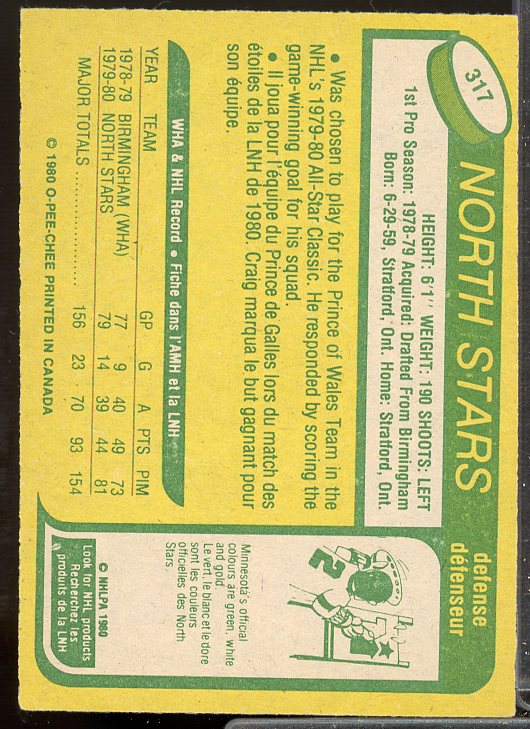 317
NORTH STARS
defense
défenseur
HEIGHT: 6'1" WEIGHT: 190 SHOOTS: LEFT
1st Pro Season: 1978-79 Acquired: Drafted From Birmingham
Born: 6-29-59, Stratford, Ont. Home: Stratford, Ont.
• Was chosen to play for the Prince of Wales Team in the
NHL's 1979-80 All-Star Classic. He responded by scoring the
game-winning goal for his squad.
• Il joua pour l'équipe du Prince de Galles lors du match des
étoiles de la LNH de 1980. Craig marqua le but gagnant pour
son équipe.
WHA & NHL Record • Fiche dans l'AMH et la LNH
YEAR TEAM GP G A PTS PIM
1978-79 BIRMINGHAM (WHA) 77 9 40 49 73
1979-80 NORTH STARS 79 14 39 44 81
MAJOR TOTALS ..................... 156 23 70 93 154
© 1980 O-PEE-CHEE PRINTED IN CANADA
2
Minnesota's official
colours are green, white
and gold
Le vert, le blanc et le dore
sont les couleurs
officielles des North
Stars
© NHLPA 1980
Look for NHL products
Recherchez les
produits de la LNH